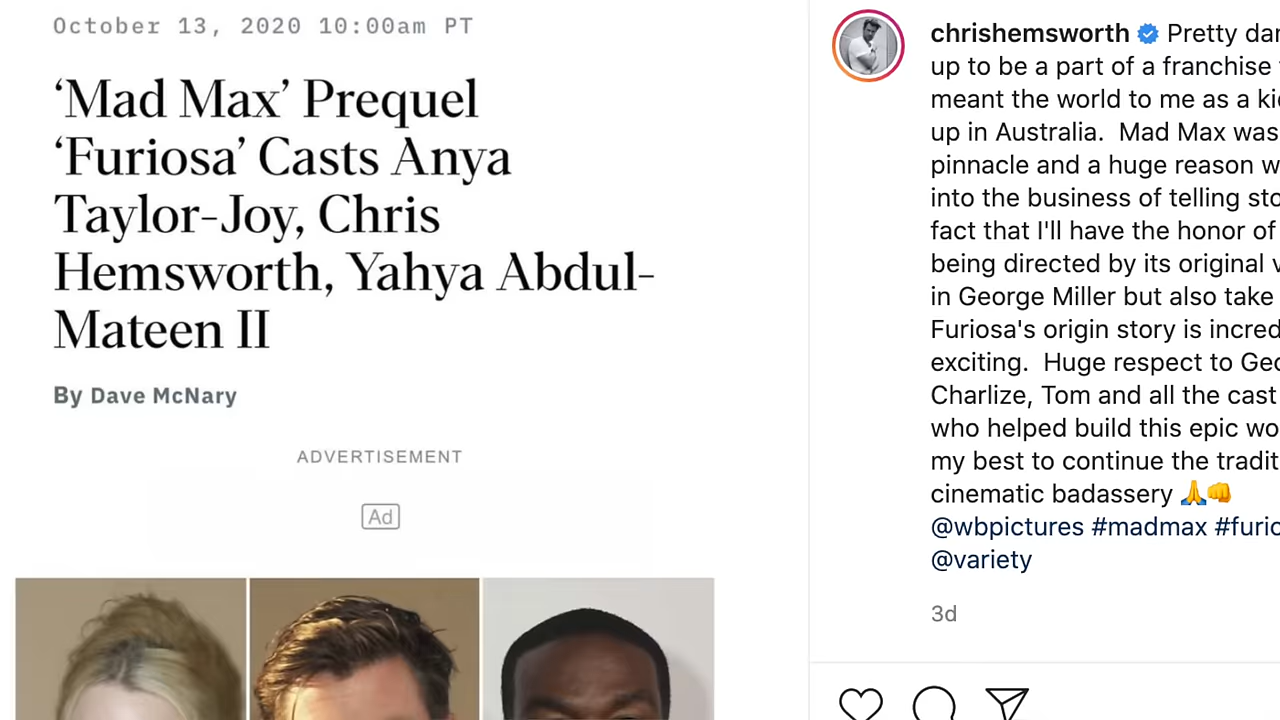 October 13, 2020 10:00am PT
‘Mad Max’ Prequel
‘Furiosa’ Casts Anya
Taylor-Joy, Chris
Hemsworth, Yahya Abdul-
Mateen II
By Dave McNary
ADVERTISEMENT
Ad
chrishemsworth Pretty
up to be a part of a franchise
meant the world to me as a
up in Australia.  Mad Max was
pinnacle and a huge reason
into the business of telling
fact that I'll have the honor of
being directed by its original
in George Miller but also take
Furiosa's origin story is
exciting.  Huge respect to
Charlize, Tom and all the cast
who helped build this epic
my best to continue the
cinematic badassery 🙏👊
@wbpictures #madmax
@variety
3d